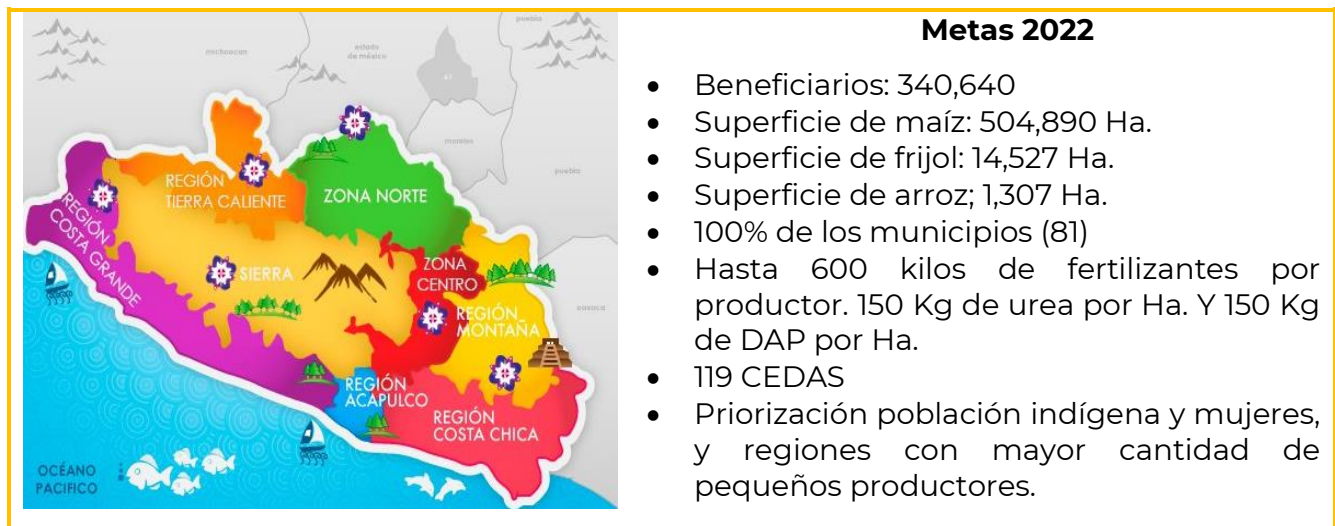 puebla
michoacan
estado
de méxico
df
morelos
puebla
REGIÓN
TIERRA CALIENTE
ZONA NORTE
REGIÓN
COSTA GRANDE
SIERRA
ZONA
CENTRO
REGIÓN
MONTAÑA
oaxaca
REGIÓN
ACAPULCO
REGIÓN
COSTA CHICA
OCÉANO
PACIFICO
Metas 2022
• Beneficiarios: 340,640
• Superficie de maíz: 504,890 Ha.
• Superficie de frijol: 14,527 Ha.
• Superficie de arroz; 1,307 Ha.
• 100% de los municipios (81)
• Hasta 600 kilos de fertilizantes por
productor. 150 Kg de urea por Ha. Y 150 Kg
de DAP por Ha.
• 119 CEDAS
• Priorización población indígena y mujeres,
y regiones con mayor cantidad de
pequeños productores.